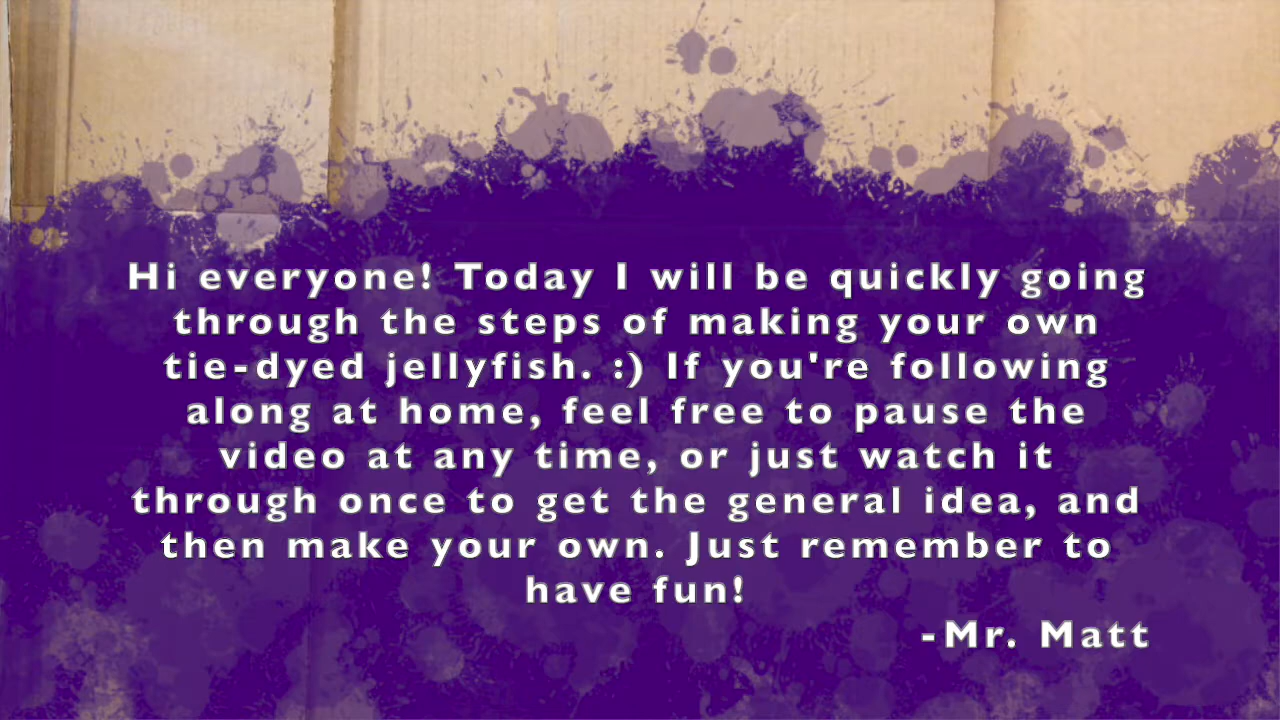 Hi everyone! Today I will be quickly going
through the steps of making your own
tie-dyed jellyfish. :) If you're following
along at home, feel free to pause the
video at any time, or just watch it
through once to get the general idea, and
then make your own. Just remember to
have fun!
-Mr. Matt